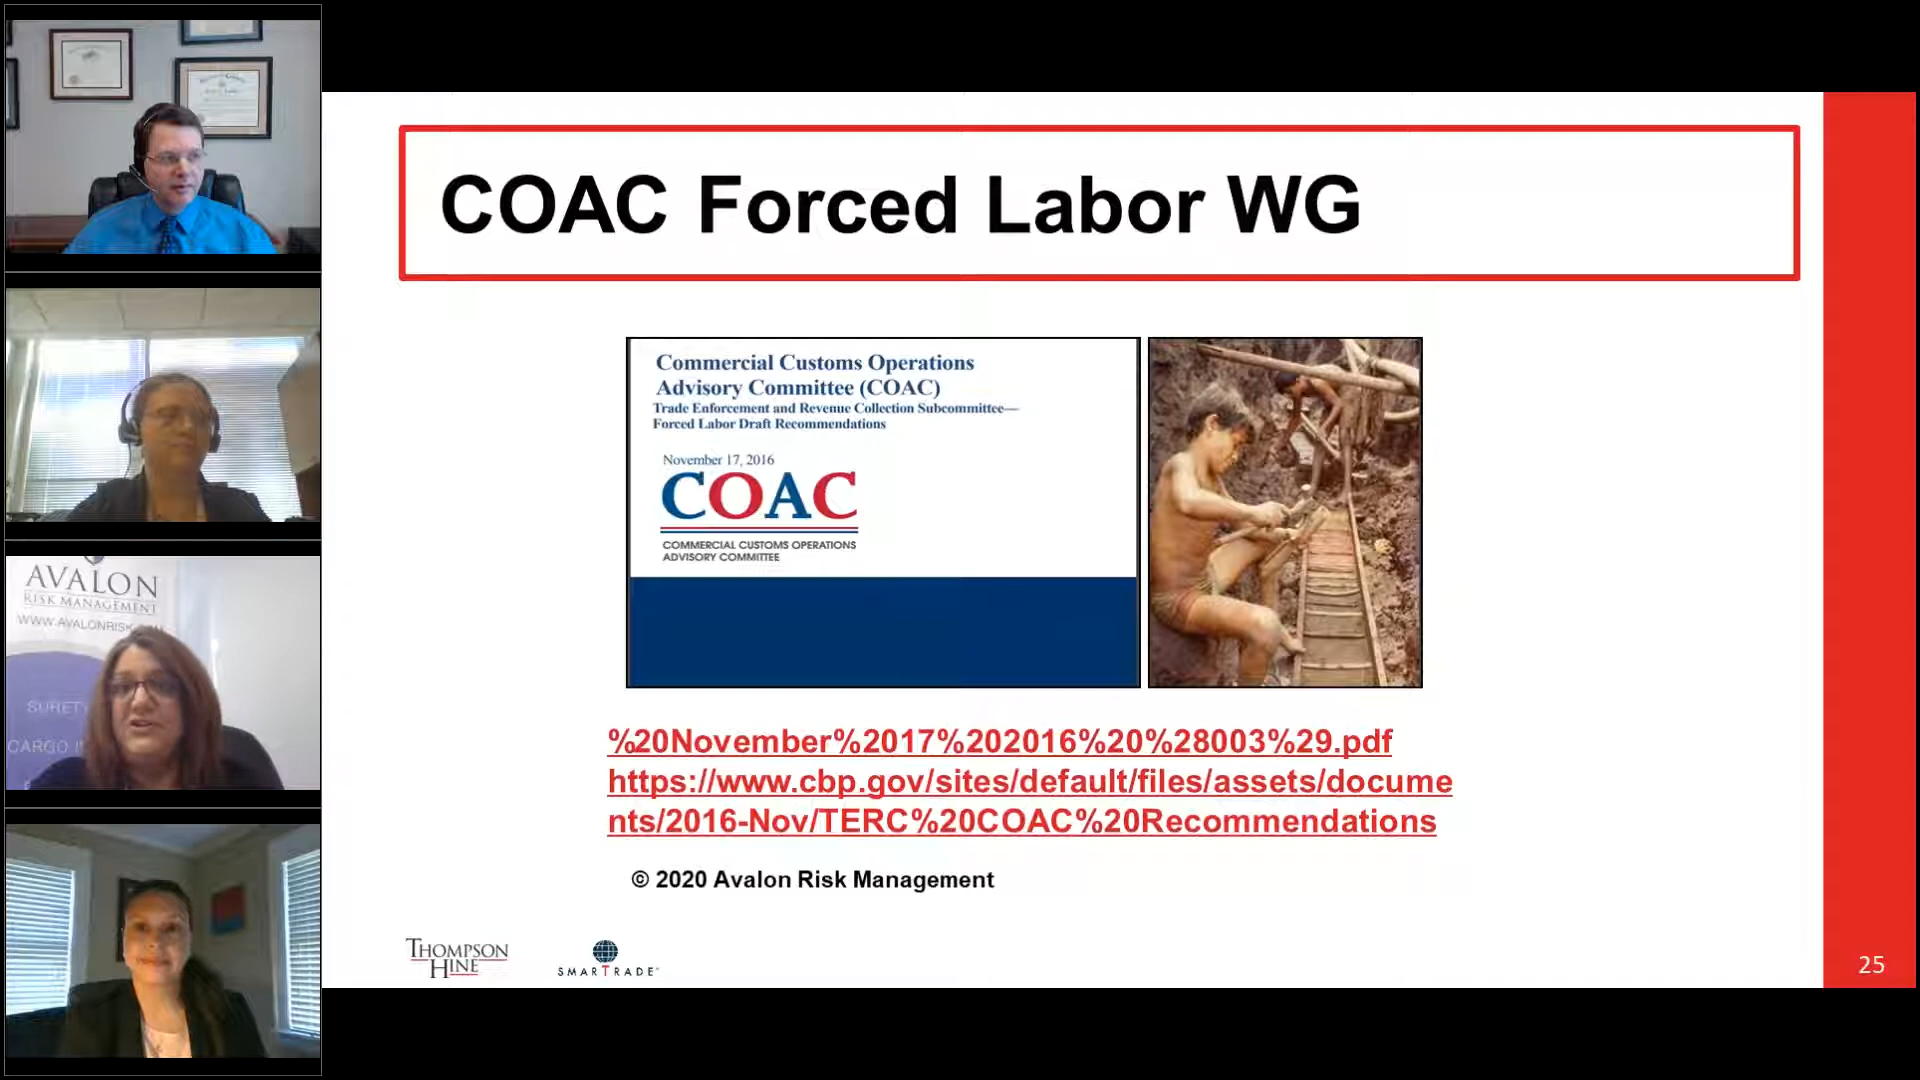 AVALON
RISK MANAGEMENT
SURETY
COAC Forced Labor WG
Commercial Customs Operations
Advisory Committee (COAC)
Trade Enforcement and Revenue Collection Subcommittee—
Forced Labor Draft Recommendations
November 17, 2016
COAC
COMMERCIAL CUSTOMS OPERATIONS
ADVISORY COMMITTEE
%20November%2017%202016%20%28003%29.pdf
https://www.cbp.gov/sites/default/files/assets/docume
nts/2016-Nov/TERC%20COAC%20Recommendations
© 2020 Avalon Risk Management
THOMPSON
HINE
SMARTRADE
25